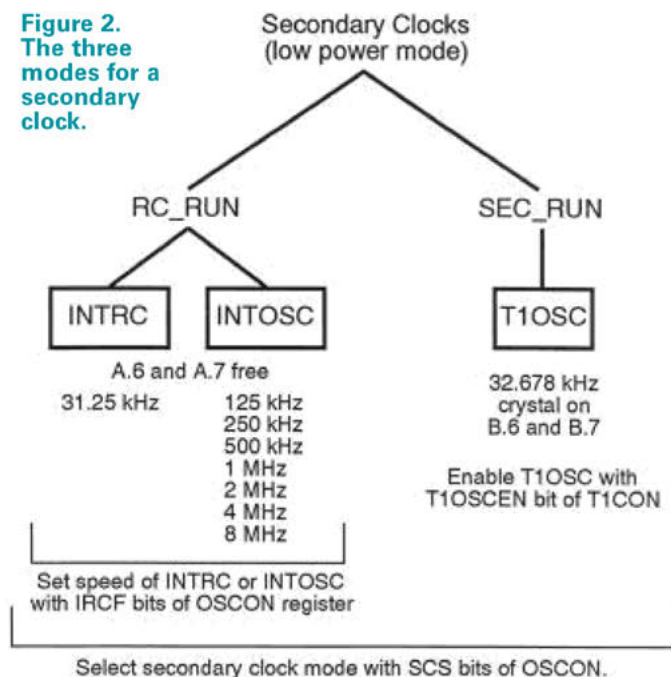 Figure 2.
The three
modes for a
secondary
clock.
Secondary Clocks
(low power mode)
RC_RUN
SEC_RUN
INTRC
INTOSC
T1OSC
A.6 and A.7 free
31.25 kHz
125 kHz
250 kHz
500 kHz
1 MHz
2 MHz
4 MHz
8 MHz
32.678 kHz
crystal on
B.6 and B.7
Enable T1OSC with
T1OSCEN bit of T1CON
Set speed of INTRC or INTOSC
with IRCF bits of OSCON register
Select secondary clock mode with SCS bits of OSCON.